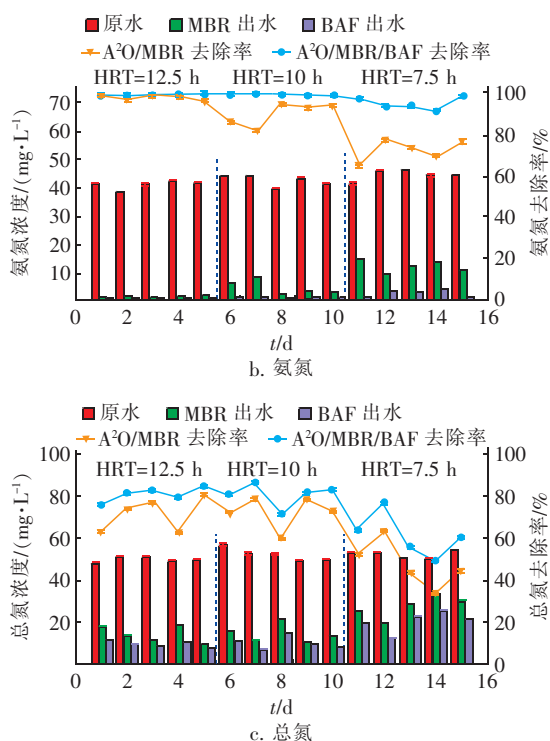 原水 MBR 出水 BAF 出水
A²O/MBR 去除率 A²O/MBR/BAF 去除率
HRT=12.5 h HRT=10 h HRT=7.5 h
氨氮浓度/(mg•L⁻¹)
70
60
50
40
30
20
10
氨氮去除率/%
100
80
60
40
20
0
0 2 4 6 8 10 12 14 16
t/d
b. 氨氮
原水 MBR 出水 BAF 出水
A²O/MBR 去除率 A²O/MBR/BAF 去除率
HRT=12.5 h HRT=10 h HRT=7.5 h
总氮浓度/(mg•L⁻¹)
100
80
60
40
20
总氮去除率/%
100
80
60
40
20
0
0 2 4 6 8 10 12 14 16
t/d
c. 总氮